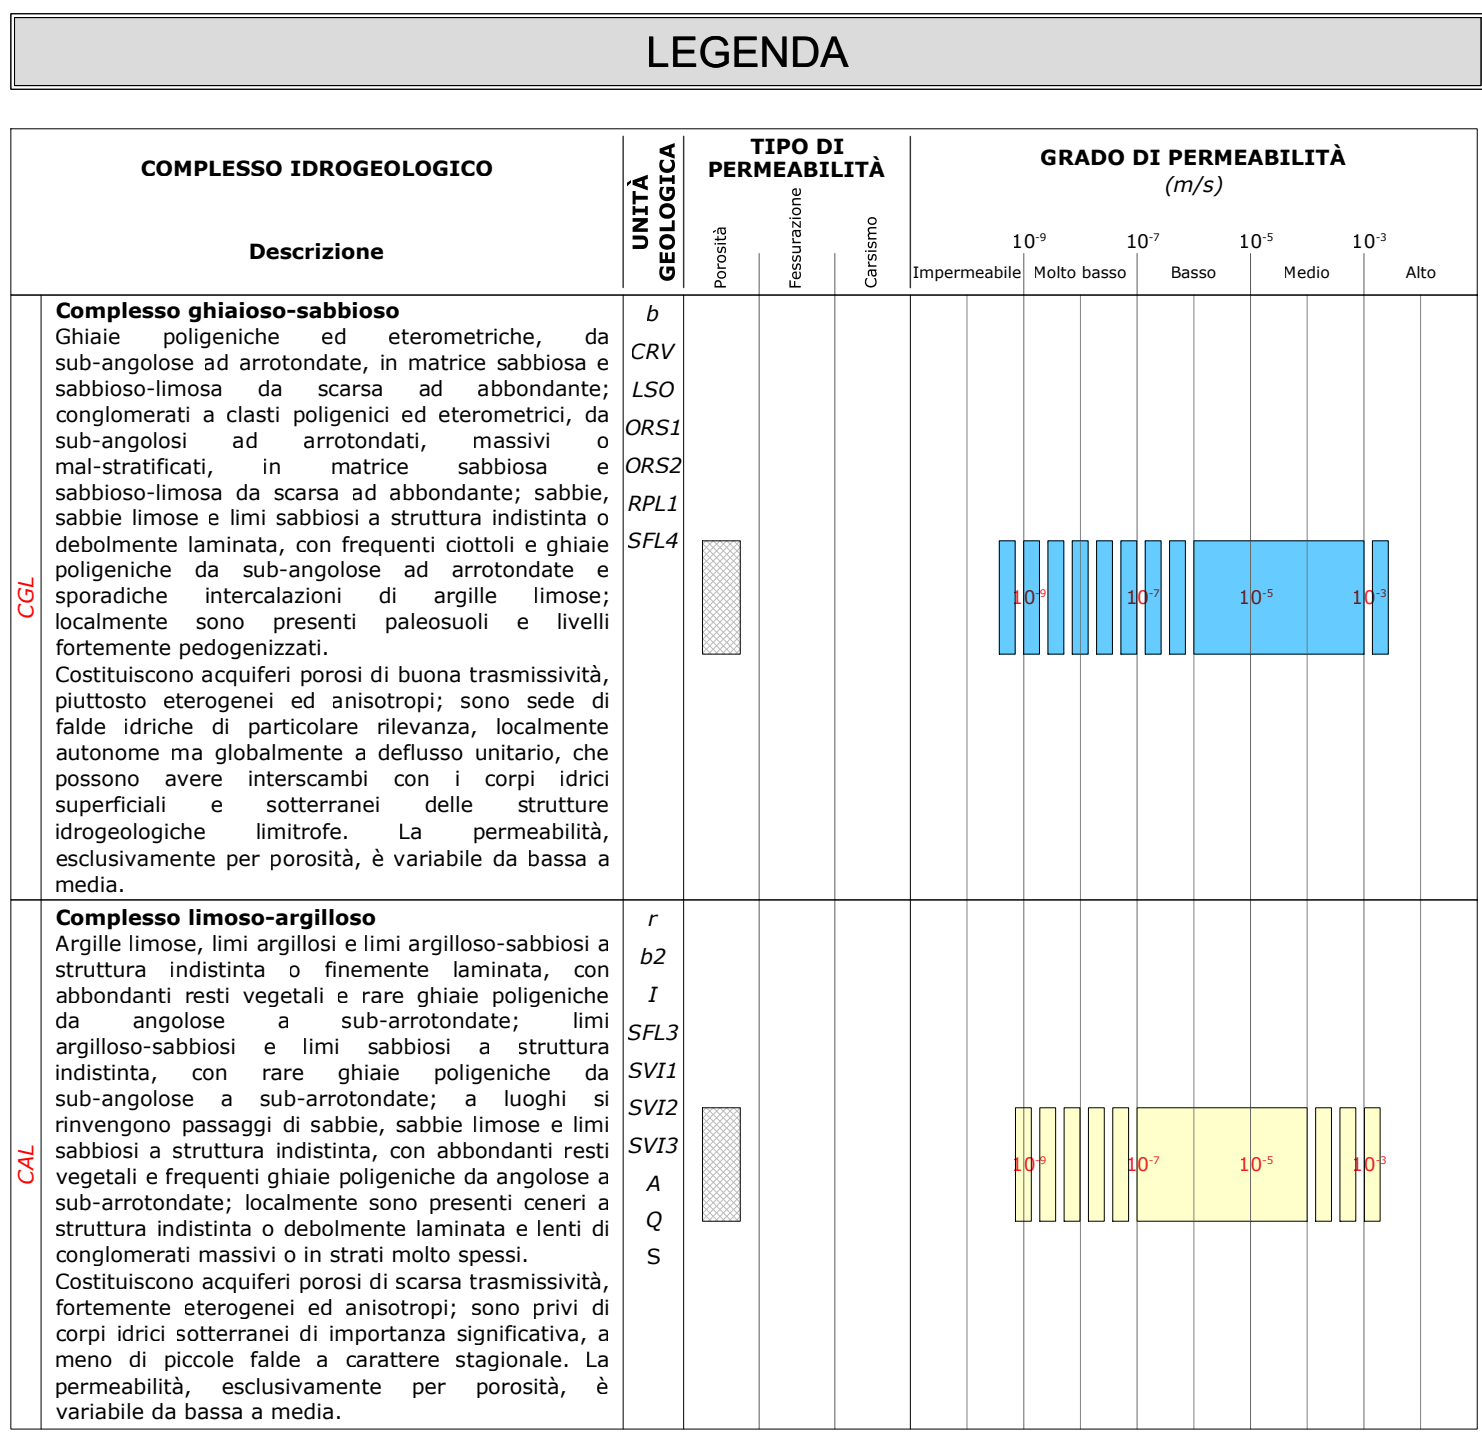 LEGENDA
COMPLESSO IDROGEOLOGICO
Descrizione
UNITÀ
GEOLOGICA
TIPO DI
PERMEABILITÀ
Porosità
Fessurazione
Carsismo
GRADO DI PERMEABILITÀ
(m/s)
10-9 10-7 10-5 10-3
Impermeabile Molto basso Basso Medio Alto
CGL
Complesso ghiaioso-sabbioso
Ghiaie poligeniche ed eterometriche, da
sub-angolose ad arrotondate, in matrice sabbiosa e
sabbioso-limosa da scarsa ad abbondante;
conglomerati a clasti poligenici ed eterometrici, da
sub-angolosi ad arrotondati, massivi o
mal-stratificati, in matrice sabbiosa e
sabbioso-limosa da scarsa ad abbondante; sabbie,
sabbie limose e limi sabbiosi a struttura indistinta o
debolmente laminata, con frequenti ciottoli e ghiaie
poligeniche da sub-angolose ad arrotondate e
sporadiche intercalazioni di argille limose;
localmente sono presenti paleosuoli e livelli
fortemente pedogenizzati.
Costituiscono acquiferi porosi di buona trasmissività,
piuttosto eterogenei ed anisotropi; sono sede di
falde idriche di particolare rilevanza, localmente
autonome ma globalmente a deflusso unitario, che
possono avere interscambi con i corpi idrici
superficiali e sotterranei delle strutture
idrogeologiche limitrofe. La permeabilità,
esclusivamente per porosità, è variabile da bassa a
media.
b
CRV
LSO
ORS1
ORS2
RPL1
SFL4
10-9 10-7 10-5 10-3
CAL
Complesso limoso-argilloso
Argille limose, limi argillosi e limi argilloso-sabbiosi a
struttura indistinta o finemente laminata, con
abbondanti resti vegetali e rare ghiaie poligeniche
da angolose a sub-arrotondate; limi
argilloso-sabbiosi e limi sabbiosi a struttura
indistinta, con rare ghiaie poligeniche da
sub-angolose a sub-arrotondate; a luoghi si
rinvengono passaggi di sabbie, sabbie limose e limi
sabbiosi a struttura indistinta, con abbondanti resti
vegetali e frequenti ghiaie poligeniche da angolose a
sub-arrotondate; localmente sono presenti ceneri a
struttura indistinta o debolmente laminata e lenti di
conglomerati massivi o in strati molto spessi.
Costituiscono acquiferi porosi di scarsa trasmissività,
fortemente eterogenei ed anisotropi; sono privi di
corpi idrici sotterranei di importanza significativa, a
meno di piccole falde a carattere stagionale. La
permeabilità, esclusivamente per porosità, è
variabile da bassa a media.
r
b2
I
SFL3
SVI1
SVI2
SVI3
A
Q
S
10-9 10-7 10-5 10-3